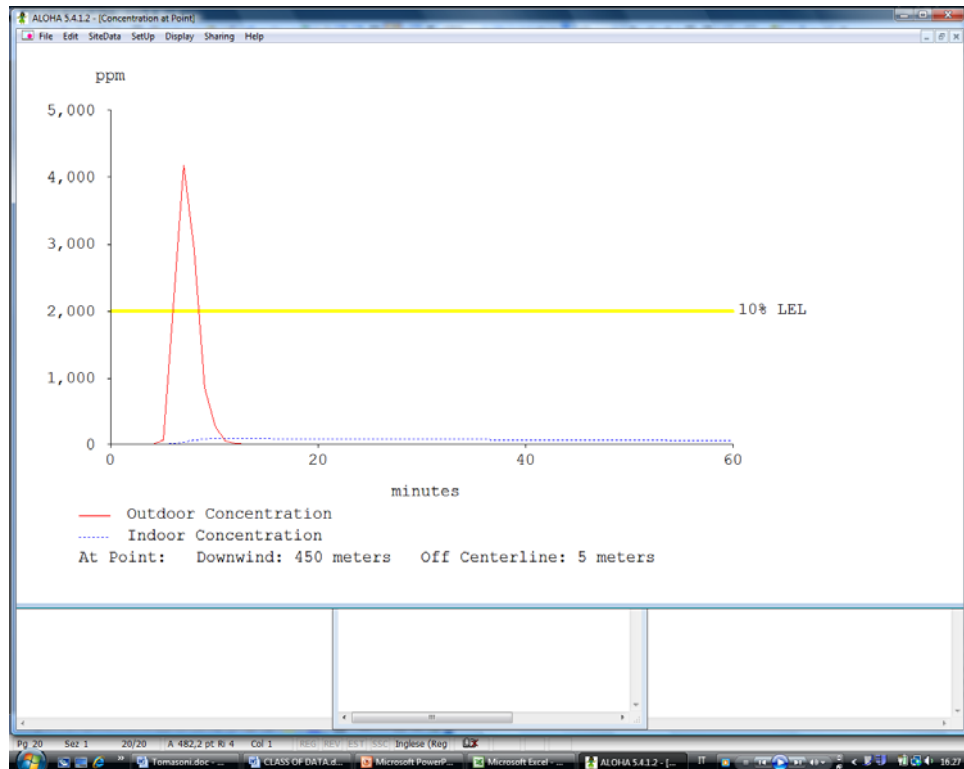 ALOHA 5.4.1.2 - [Concentration at Point]
File Edit SiteData SetUp Display Sharing Help
ppm
5,000
4,000
3,000
2,000
10% LEL
1,000
0
0 20 40 60
minutes
Outdoor Concentration
Indoor Concentration
At Point: Downwind: 450 meters Off Centerline: 5 meters
Pg 20 Sez 1 20/20 A 482,2 pt Ri 4 Col 1 REG REV EST SSC Inglese (Reg
Tomasoni.doc - ... CLASS OF DATA.d... Microsoft PowerP... Microsoft Excel - ... ALOHA 5.4.1.2 - [... IT 16.27